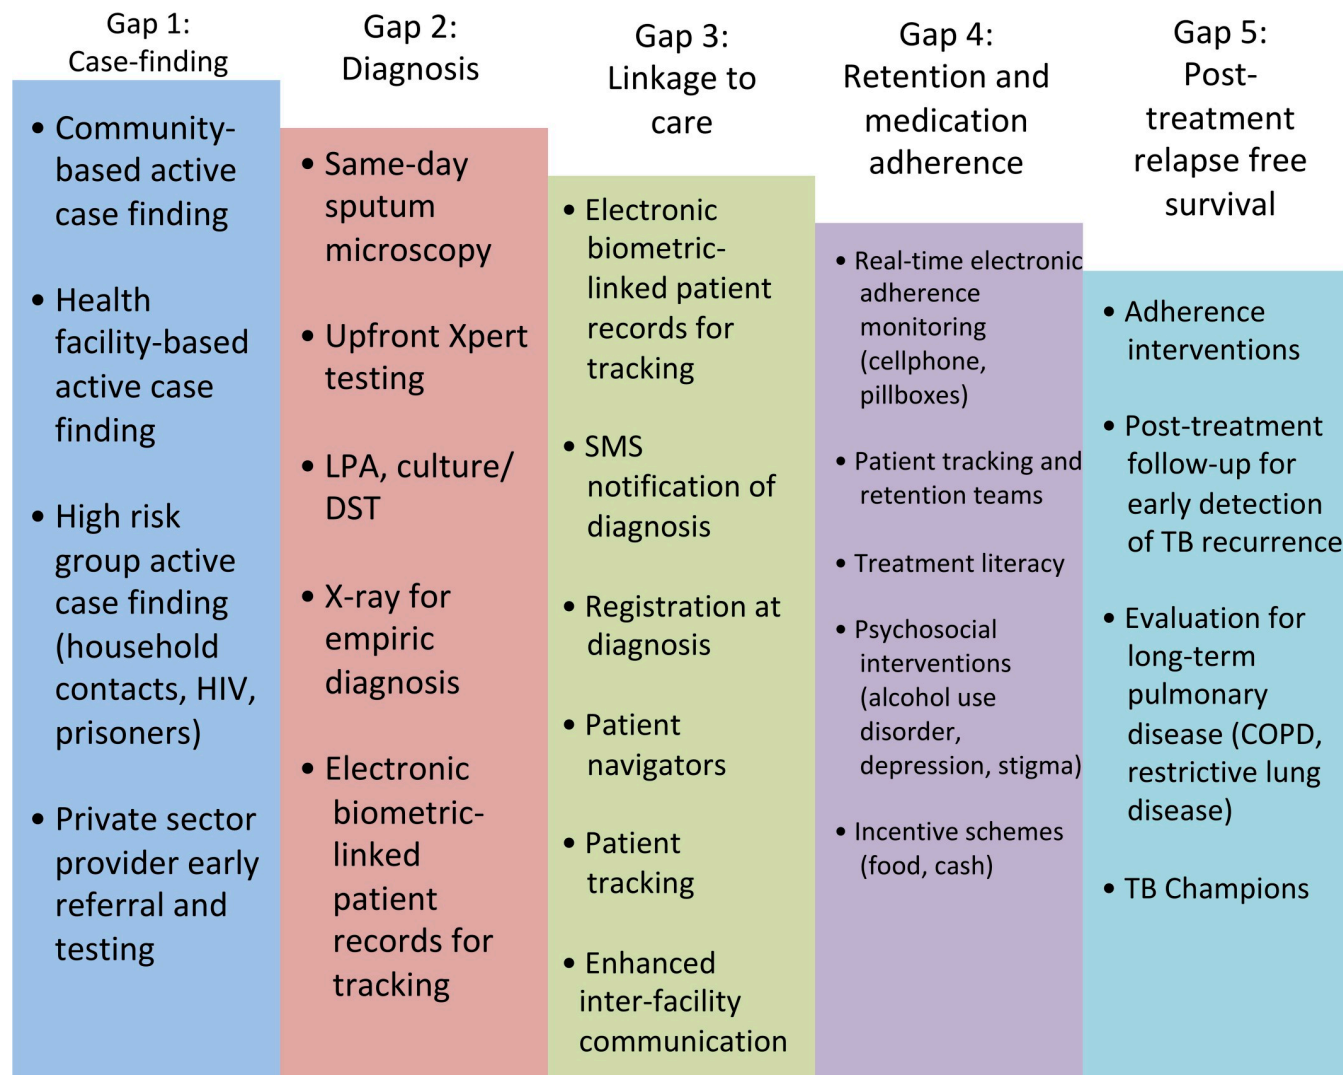 Gap 1:
Case-finding
• Community-
based active
case finding
• Health
facility-based
active case
finding
• High risk
group active
case finding
(household
contacts, HIV,
prisoners)
• Private sector
provider early
referral and
testing
Gap 2:
Diagnosis
• Same-day
sputum
microscopy
• Upfront Xpert
testing
• LPA, culture/
DST
• X-ray for
empiric
diagnosis
• Electronic
biometric-
linked
patient
records for
tracking
Gap 3:
Linkage to
care
• Electronic
biometric-
linked patient
records for
tracking
• SMS
notification of
diagnosis
• Registration at
diagnosis
• Patient
navigators
• Patient
tracking
• Enhanced
inter-facility
communication
Gap 4:
Retention and
medication
adherence
• Real-time electronic
adherence
monitoring
(cellphone,
pillboxes)
• Patient tracking and
retention teams
• Treatment literacy
• Psychosocial
interventions
(alcohol use
disorder,
depression, stigma)
• Incentive schemes
(food, cash)
Gap 5:
Post-
treatment
relapse free
survival
• Adherence
interventions
• Post-treatment
follow-up for
early detection
of TB recurrence
• Evaluation for
long-term
pulmonary
disease (COPD,
restrictive lung
disease)
• TB Champions